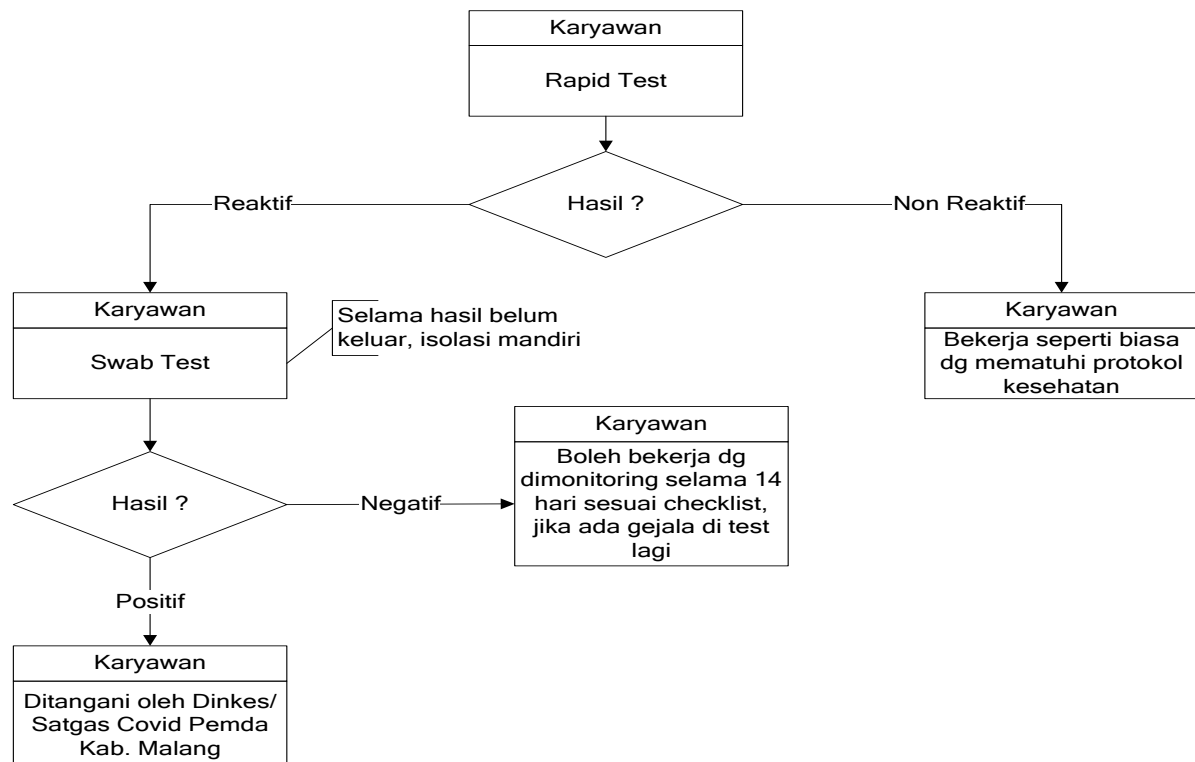 Karyawan
Rapid Test
Hasil ?
Reaktif
Non Reaktif
Karyawan
Swab Test
Selama hasil belum
keluar, isolasi mandiri
Karyawan
Bekerja seperti biasa
dg mematuhi protokol
kesehatan
Hasil ?
Negatif
Karyawan
Boleh bekerja dg
dimonitoring selama 14
hari sesuai checklist,
jika ada gejala di test
lagi
Positif
Karyawan
Ditangani oleh Dinkes/
Satgas Covid Pemda
Kab. Malang